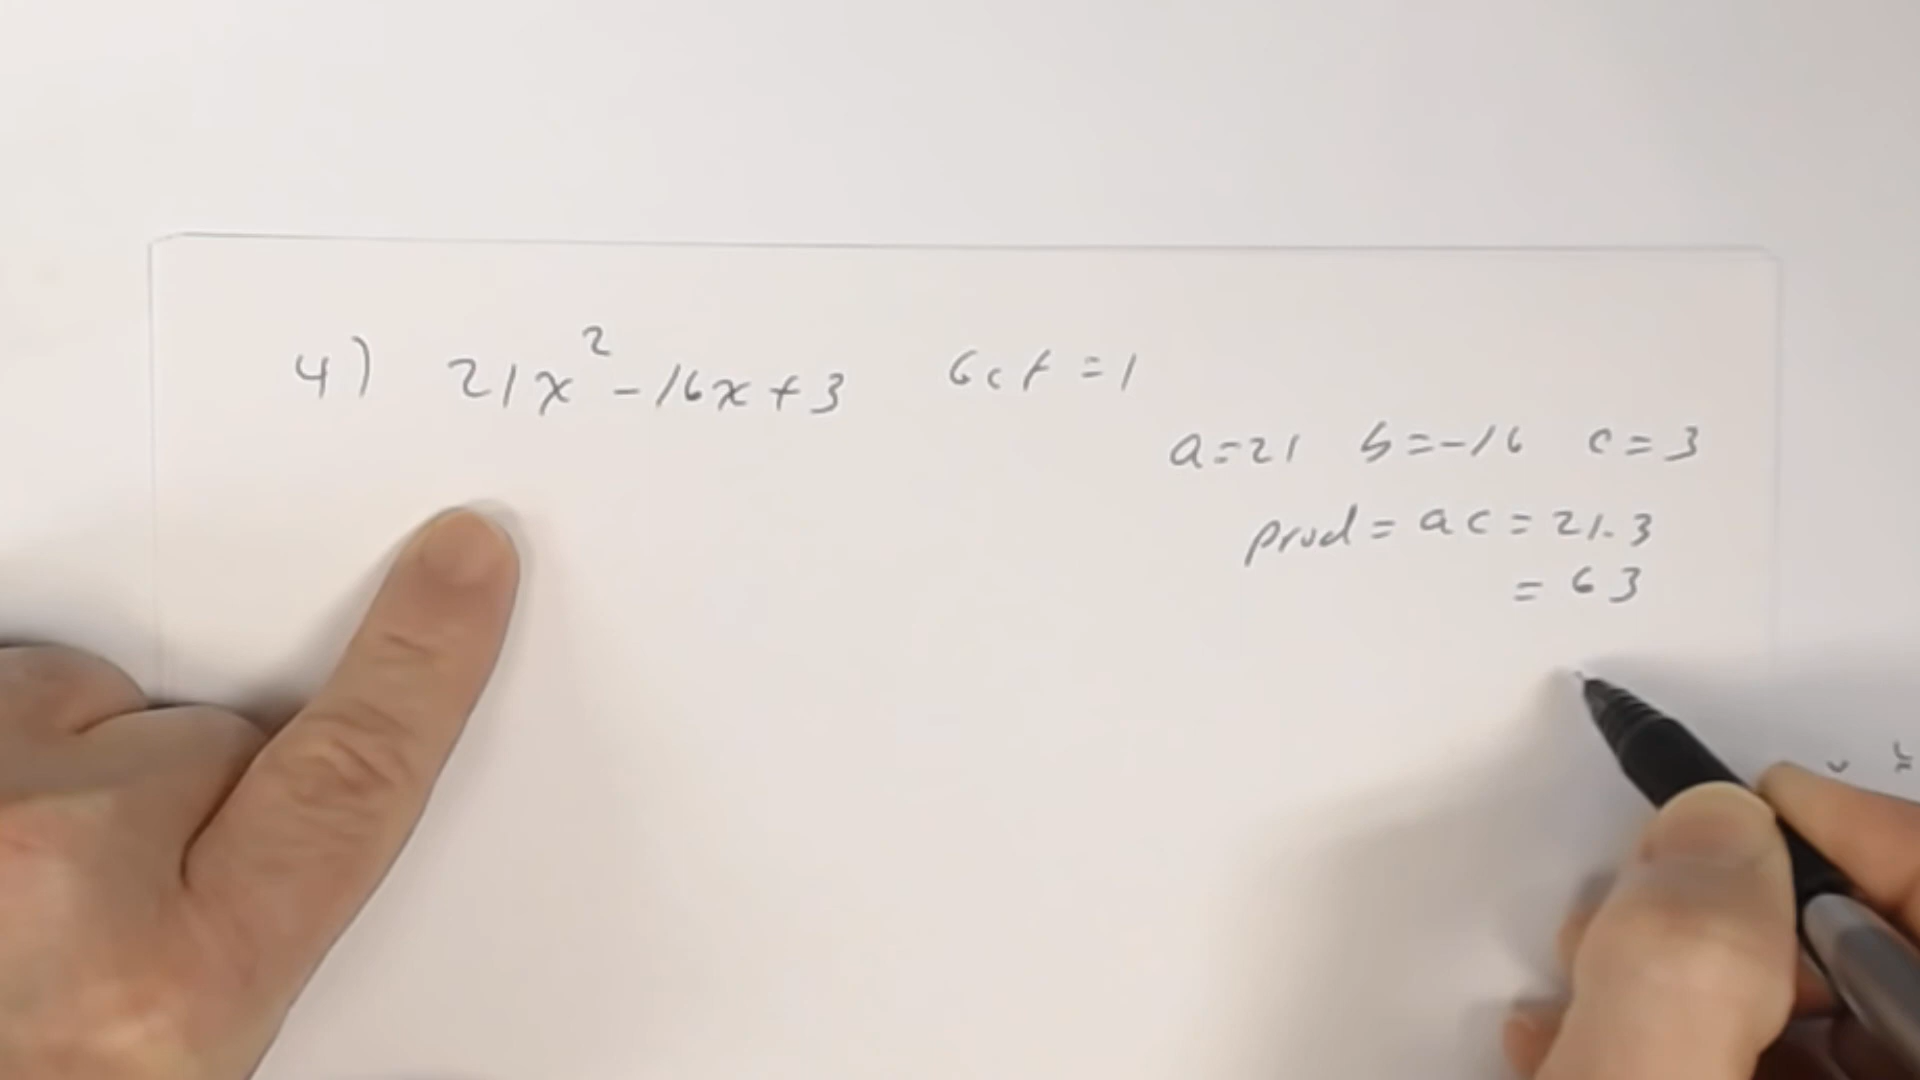 4) 21x² - 16x + 3 GCF = 1
a = 21 b = -16 c = 3
prod = ac = 21·3
= 63